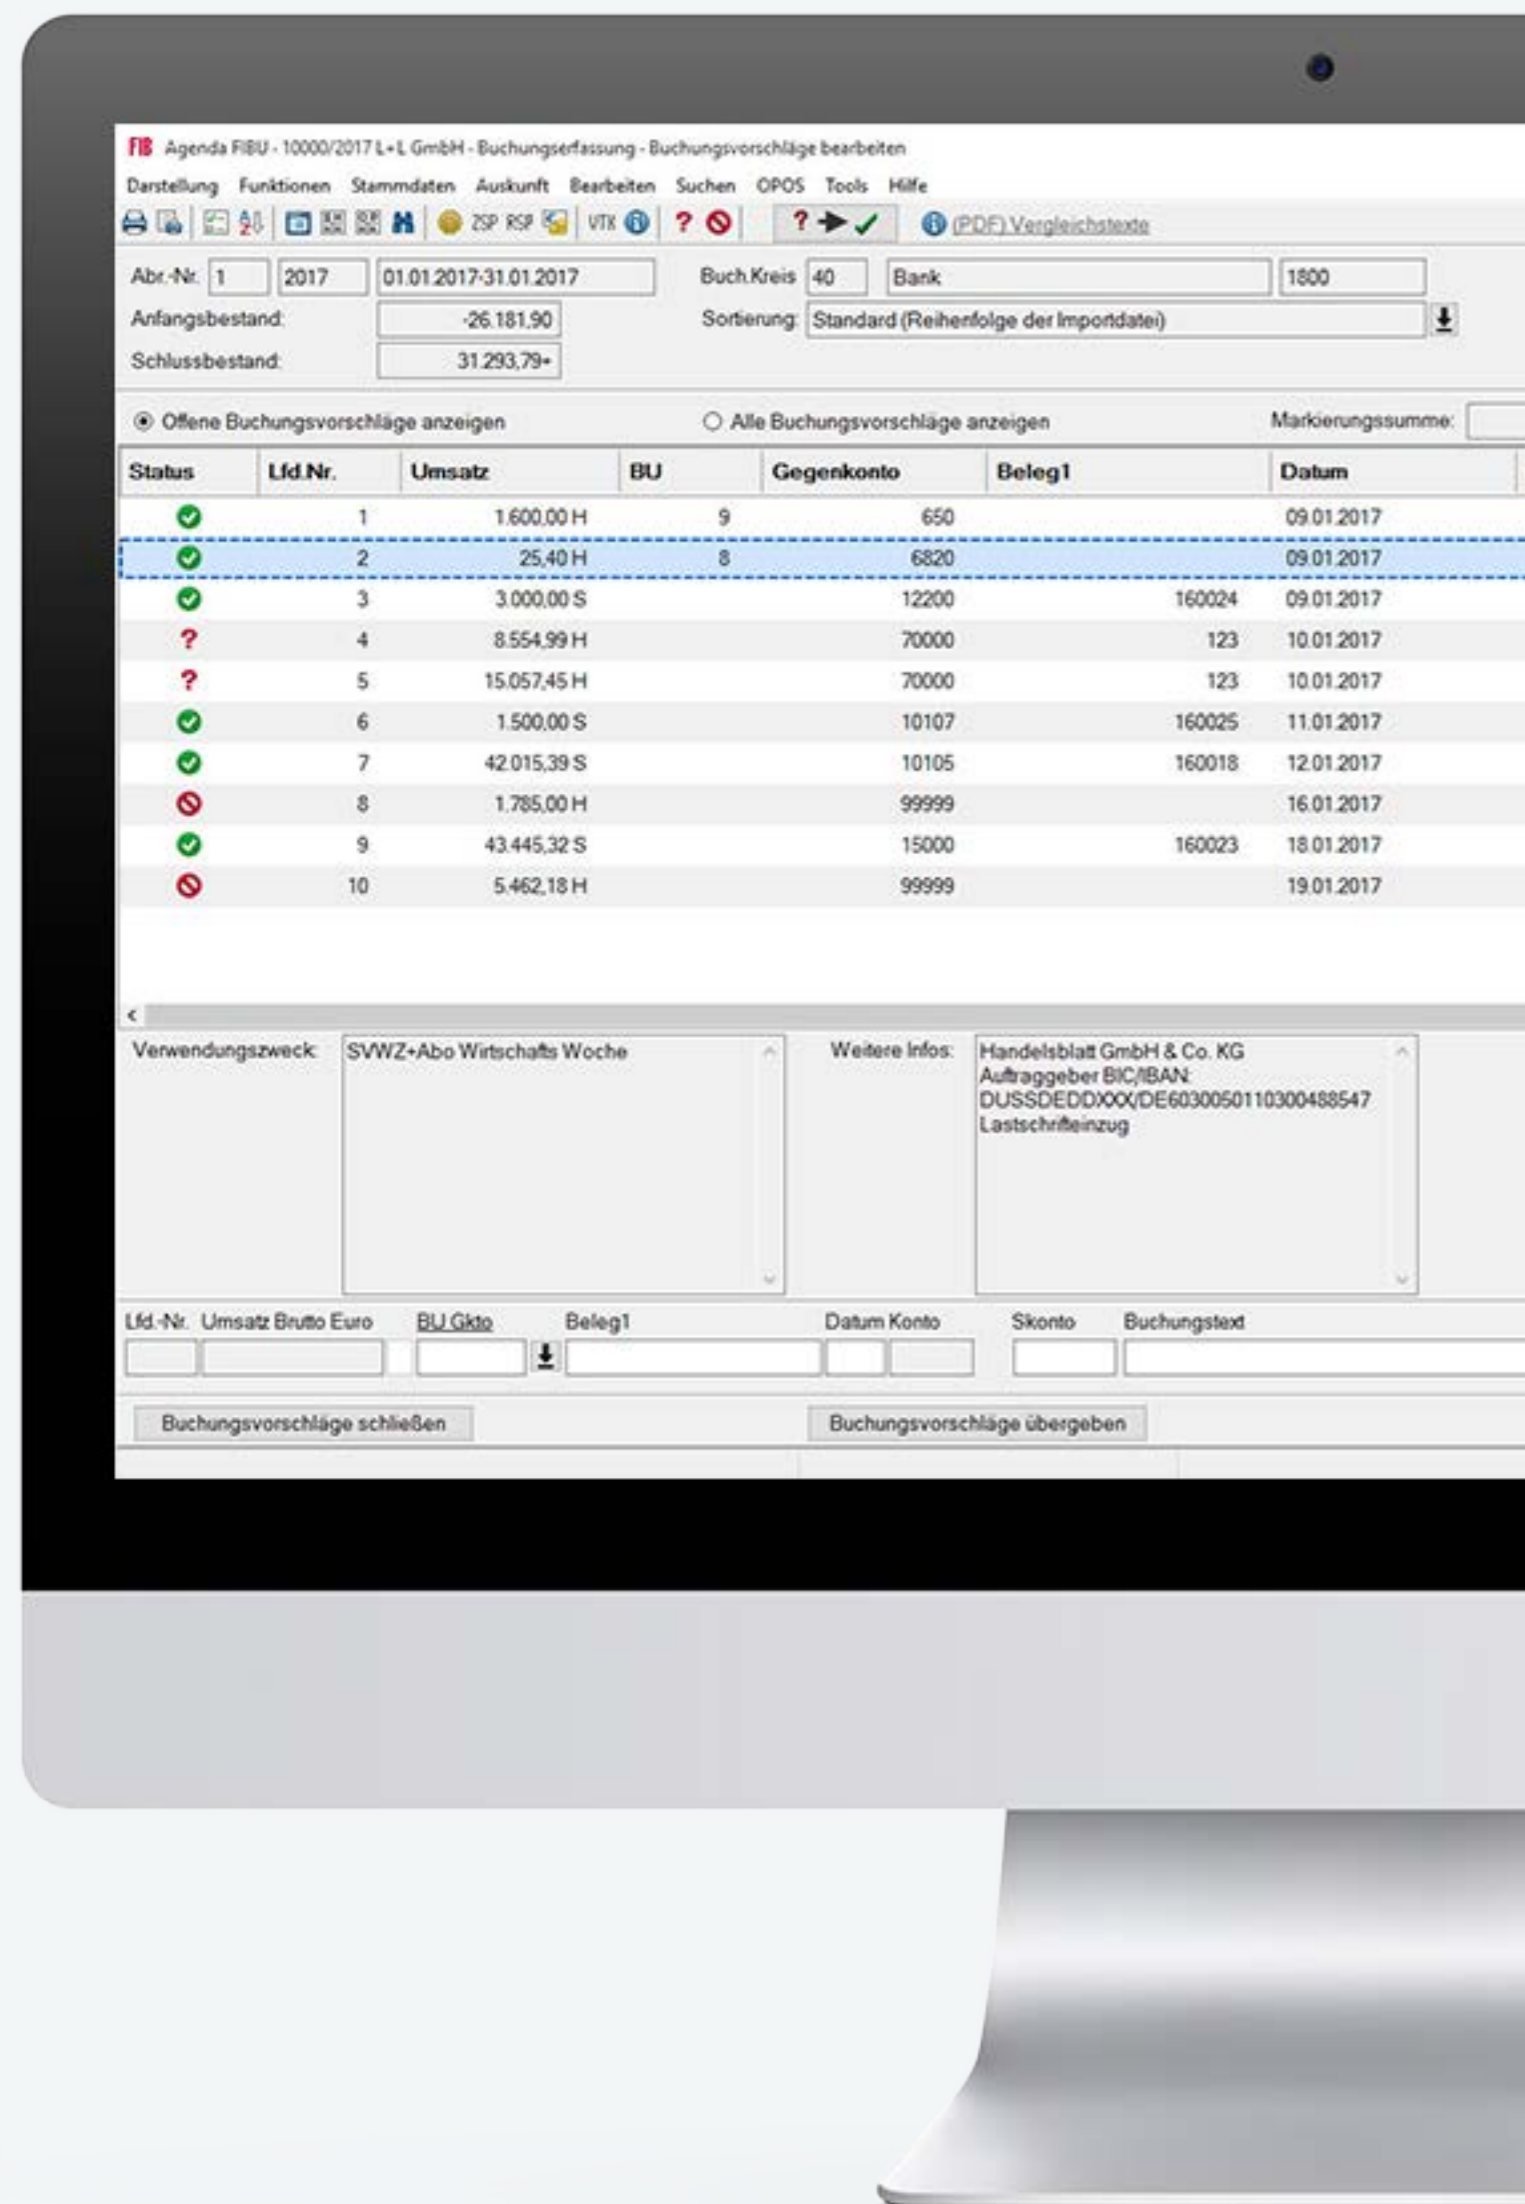 FIB Agenda FIBU - 10000/2017 L+L GmbH - Buchungserfassung - Buchungsvorschläge bearbeiten
Darstellung Funktionen Stammdaten Auskunft Bearbeiten Suchen OPOS Tools Hilfe
ZSP RSP VTX ? ? (PDF) Vergleichstexte
Abr.-Nr. 1 2017 01.01.2017-31.01.2017 Buch.Kreis 40 Bank 1800
Anfangsbestand: -26.181,90 Sortierung: Standard (Reihenfolge der Importdatei)
Schlussbestand: 31.293,79+
Offene Buchungsvorschläge anzeigen Alle Buchungsvorschläge anzeigen Markierungssumme:
Status Lfd.Nr. Umsatz BU Gegenkonto Beleg1 Datum
1 1.600,00 H 9 650 09.01.2017
2 25,40 H 8 6820 09.01.2017
3 3.000,00 S 12200 160024 09.01.2017
? 4 8.554,99 H 70000 123 10.01.2017
? 5 15.057,45 H 70000 123 10.01.2017
6 1.500,00 S 10107 160025 11.01.2017
7 42.015,39 S 10105 160018 12.01.2017
8 1.785,00 H 99999 16.01.2017
9 43.445,32 S 15000 160023 18.01.2017
10 5.462,18 H 99999 19.01.2017
Verwendungszweck: SVWZ+Abo Wirtschafts Woche Weitere Infos: Handelsblatt GmbH & Co. KG
Auftraggeber BIC/IBAN:
DUSSDEDDXXX/DE60300501103004885​47
Lastschrifteinzug
Lfd.-Nr. Umsatz Brutto Euro BU Gkto Beleg1 Datum Konto Skonto Buchungstext
Buchungsvorschläge schließen Buchungsvorschläge übergeben